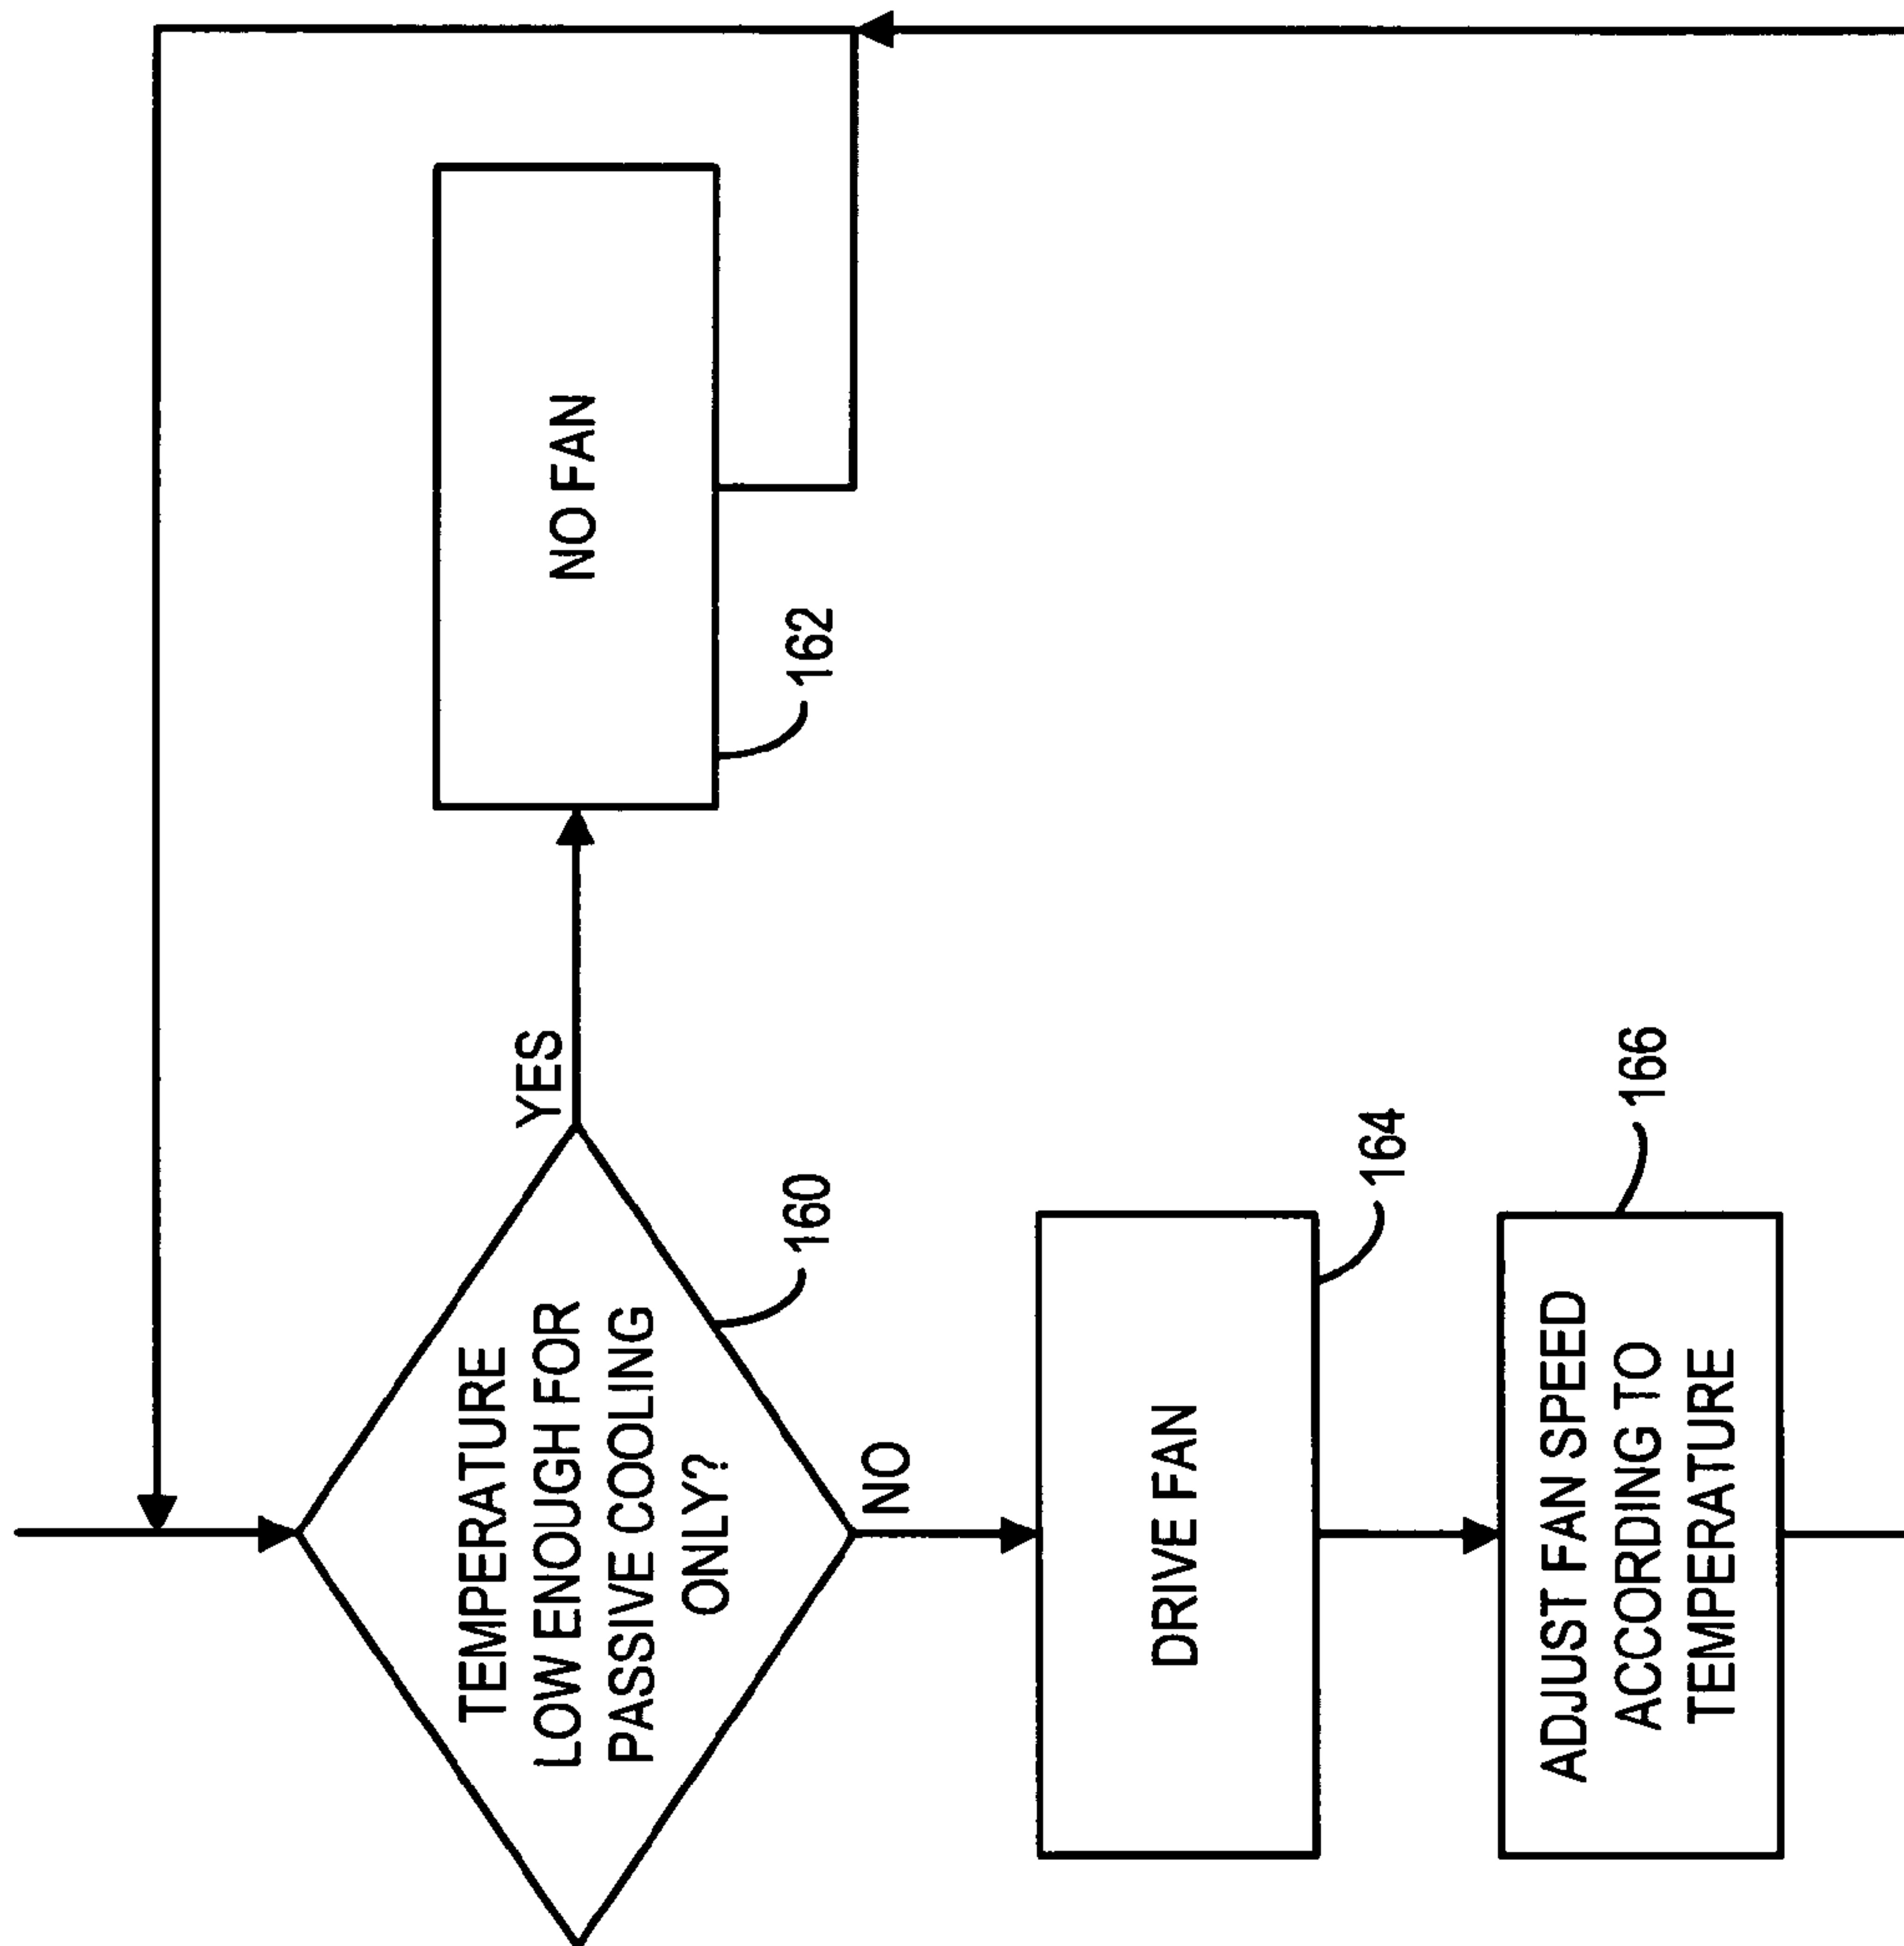 TEMPERATURE
LOW ENOUGH FOR
PASSIVE COOLING
ONLY?
160
YES
NO FAN
162
NO
DRIVE FAN
164
ADJUST FAN SPEED
ACCORDING TO
TEMPERATURE
166